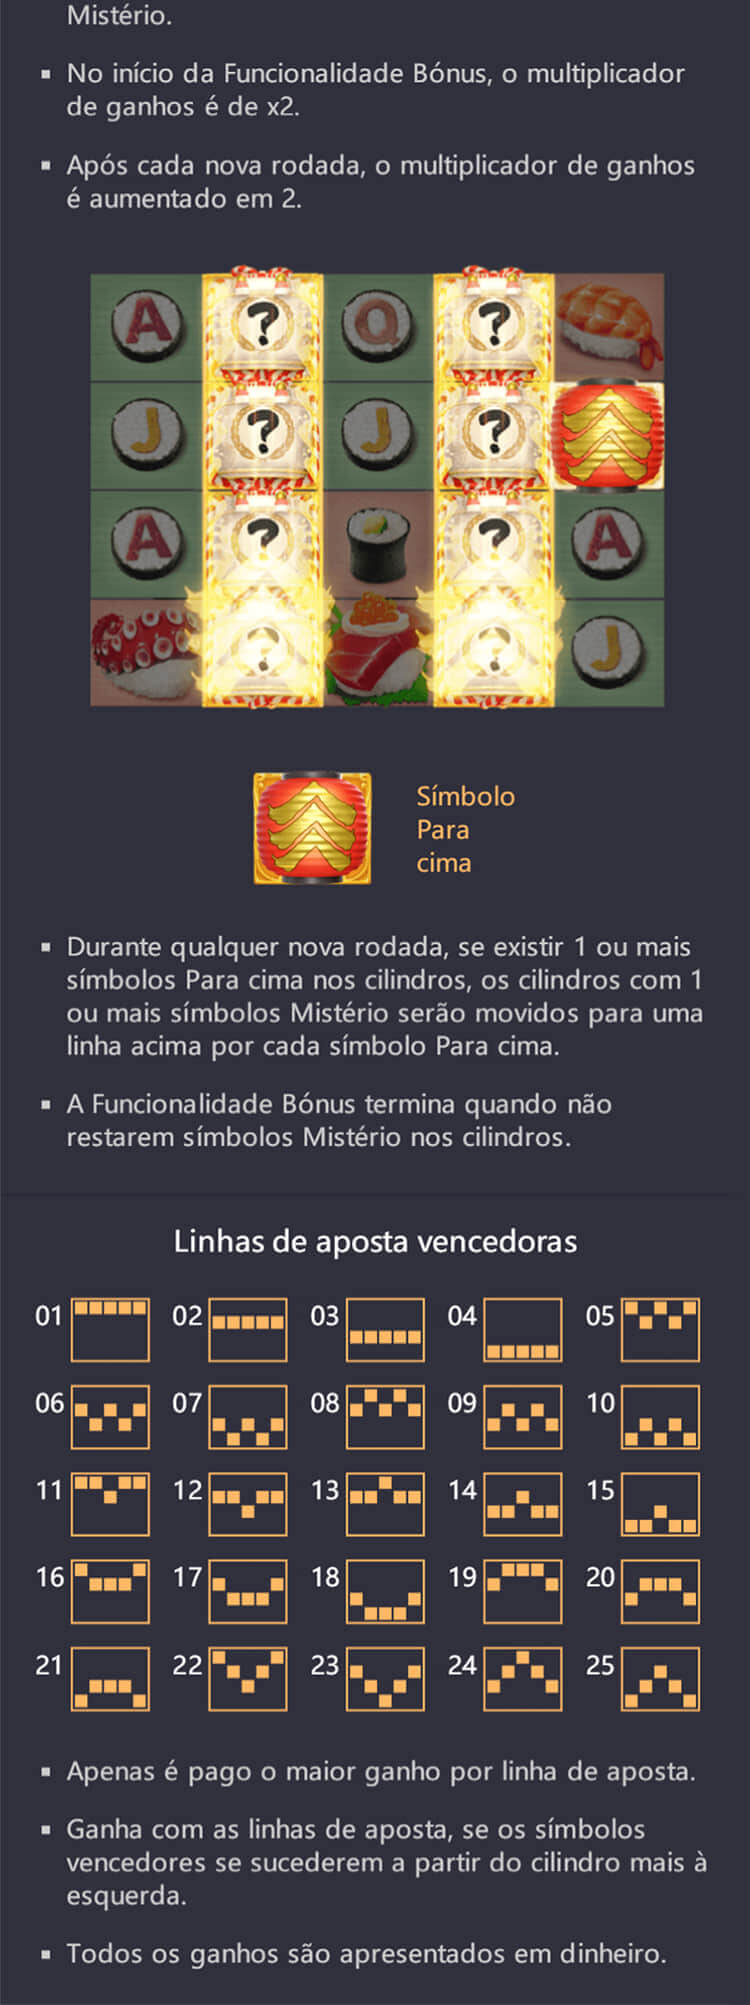 Mistério.
▪ No início da Funcionalidade Bónus, o multiplicador
de ganhos é de x2.
▪ Após cada nova rodada, o multiplicador de ganhos
é aumentado em 2.
A ? Q ?
J ? J ?
A ? ? A
? ? J
Símbolo
Para
cima
▪ Durante qualquer nova rodada, se existir 1 ou mais
símbolos Para cima nos cilindros, os cilindros com 1
ou mais símbolos Mistério serão movidos para uma
linha acima por cada símbolo Para cima.
▪ A Funcionalidade Bónus termina quando não
restarem símbolos Mistério nos cilindros.
Linhas de aposta vencedoras
01 02 03 04 05
06 07 08 09 10
11 12 13 14 15
16 17 18 19 20
21 22 23 24 25
▪ Apenas é pago o maior ganho por linha de aposta.
▪ Ganha com as linhas de aposta, se os símbolos
vencedores se sucederem a partir do cilindro mais à
esquerda.
▪ Todos os ganhos são apresentados em dinheiro.